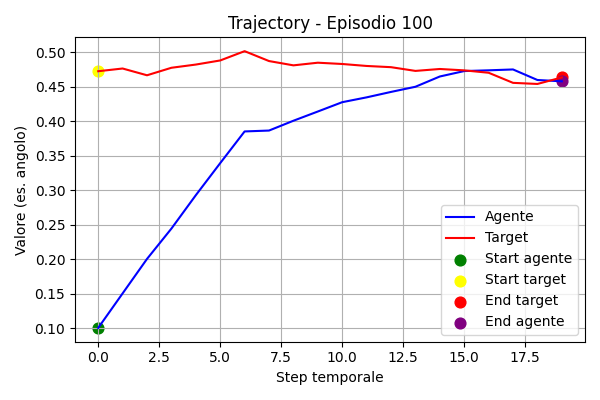 Trajectory - Episodio 100
Valore (es. angolo)
0.50
0.45
0.40
0.35
0.30
0.25
0.20
0.15
0.10
Agente
Target
Start agente
Start target
End target
End agente
0.0 2.5 5.0 7.5 10.0 12.5 15.0 17.5
Step temporale